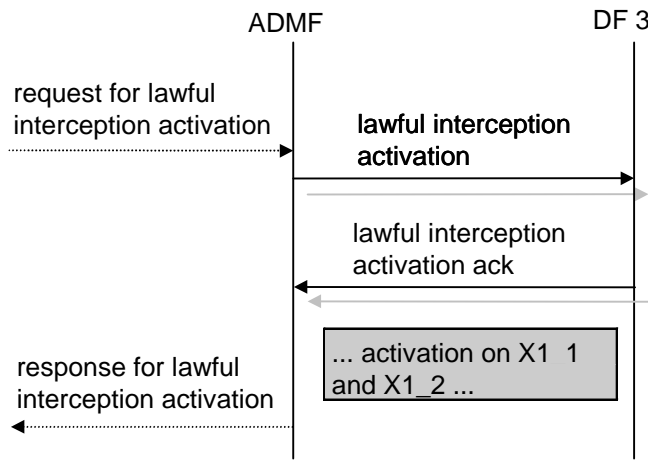 ADMF
DF 3
request for lawful
interception activation
lawful interception
activation
lawful interception
activation ack
... activation on X1 1
and X1_2 ...
response for lawful
interception activation